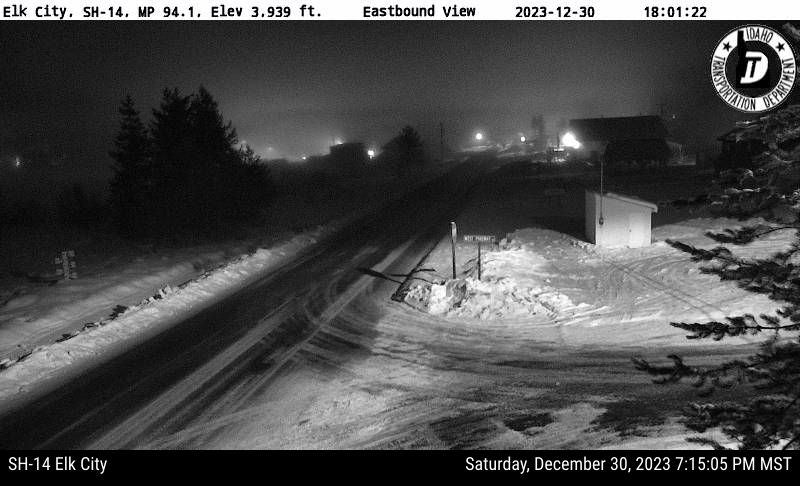 Elk City, SH-14, MP 94.1, Elev 3,939 ft. Eastbound View 2023-12-30 18:01:22
IDAHO
TRANSPORTATION DEPARTMENT
SH-14 Elk City Saturday, December 30, 2023 7:15:05 PM MST